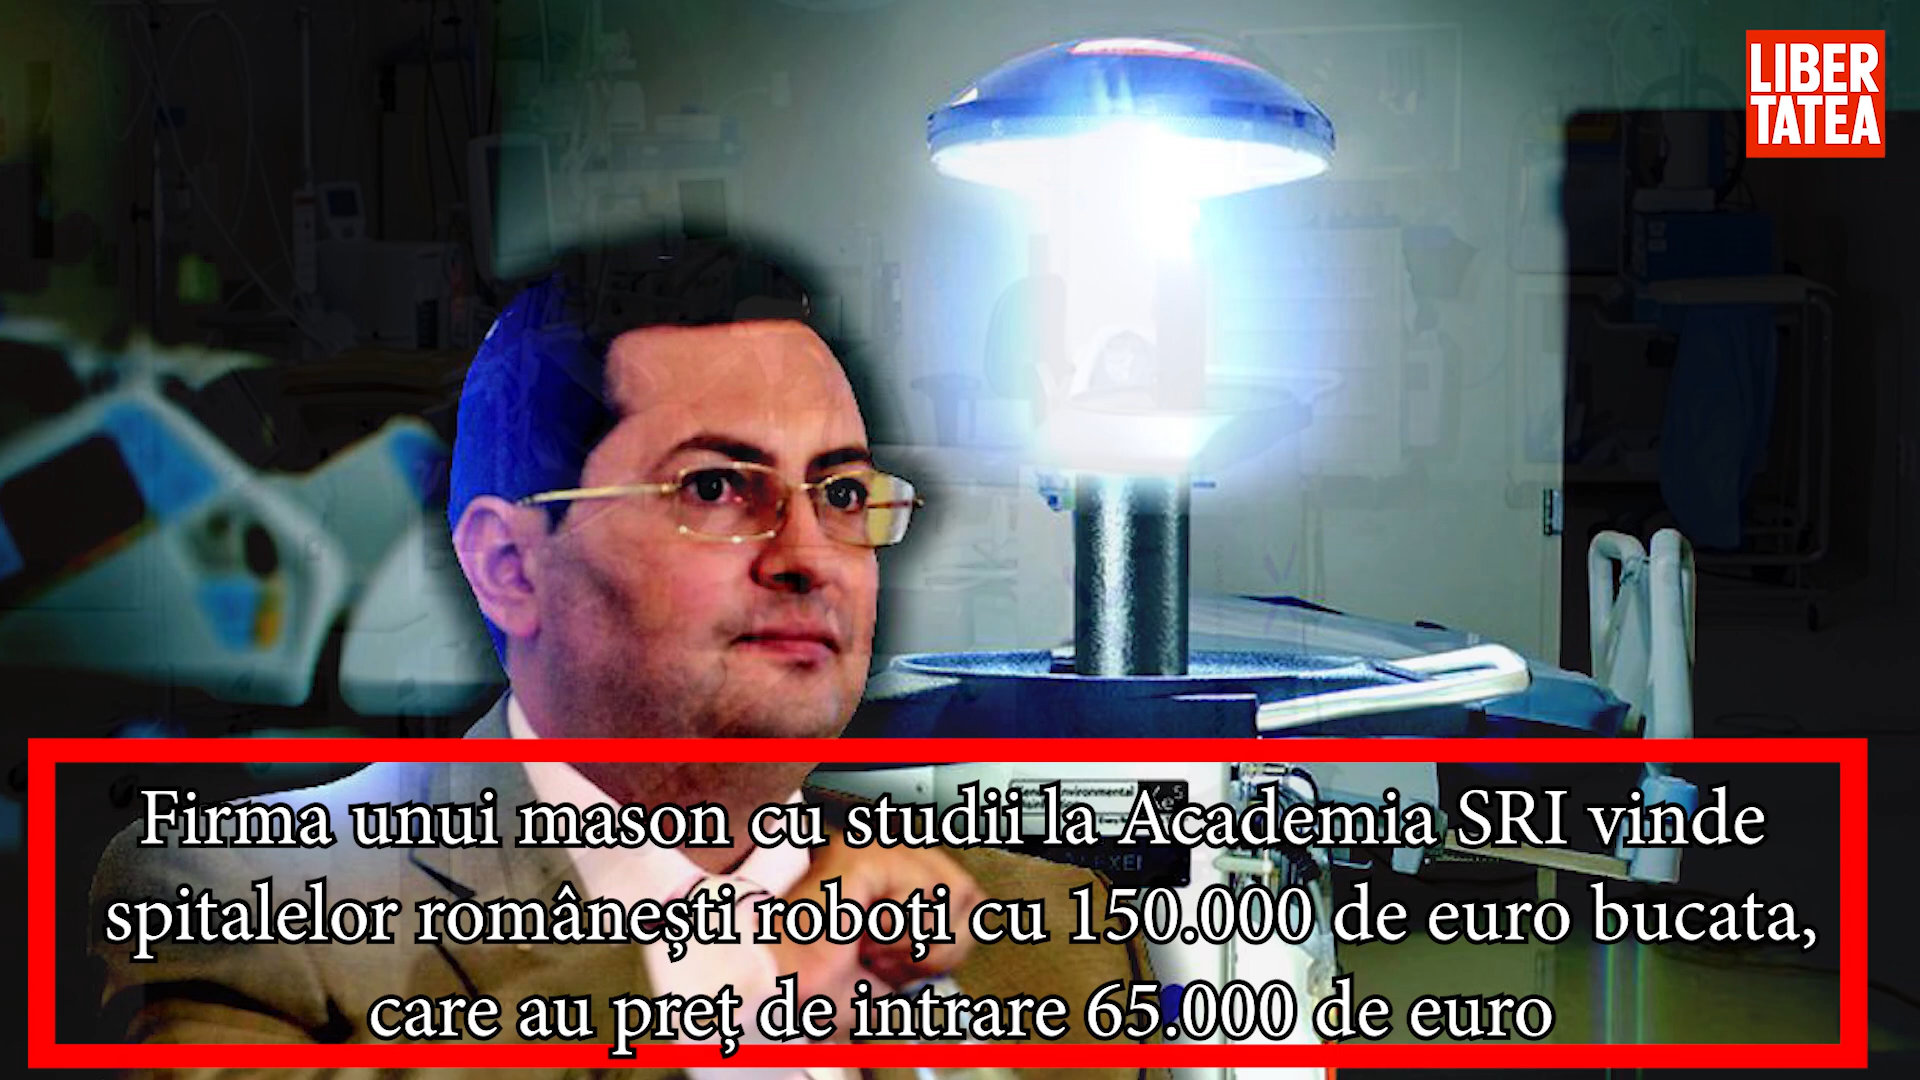 LIBER
TATEA
Firma unui mason cu studii la Academia SRI vinde
spitalelor românești roboți cu 150.000 de euro bucata,
care au preț de intrare 65.000 de euro